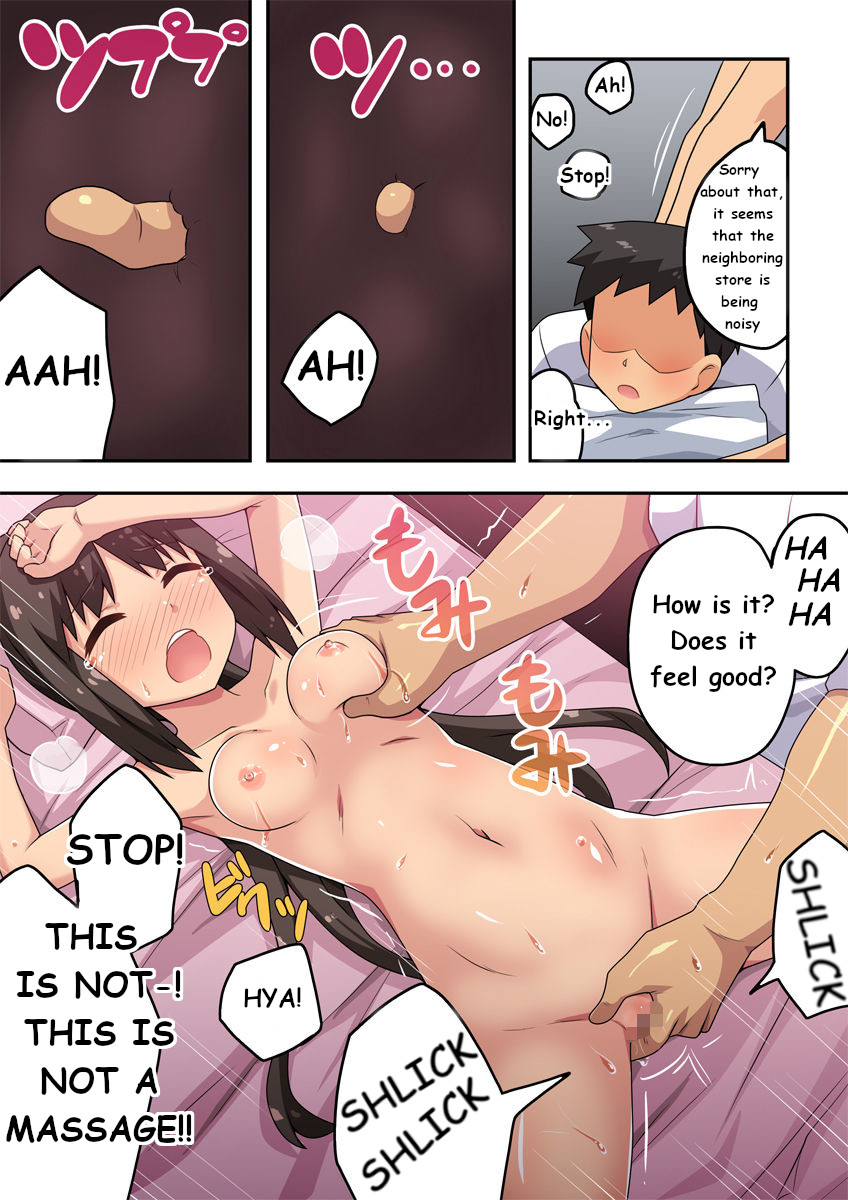 Ah!
No!
Stop!
Sorry
about that,
it seems
that the
neighboring
store is
being
noisy
Right...
ツ...
AH!
ツププ
AAH!
HA
HA
HA
How is it?
Does it
feel good?
もみ
もみ
SHLICK
STOP!
THIS
IS NOT-!
THIS IS
NOT A
MASSAGE!!
ビクッ
HYA!
SHLICK
SHLICK